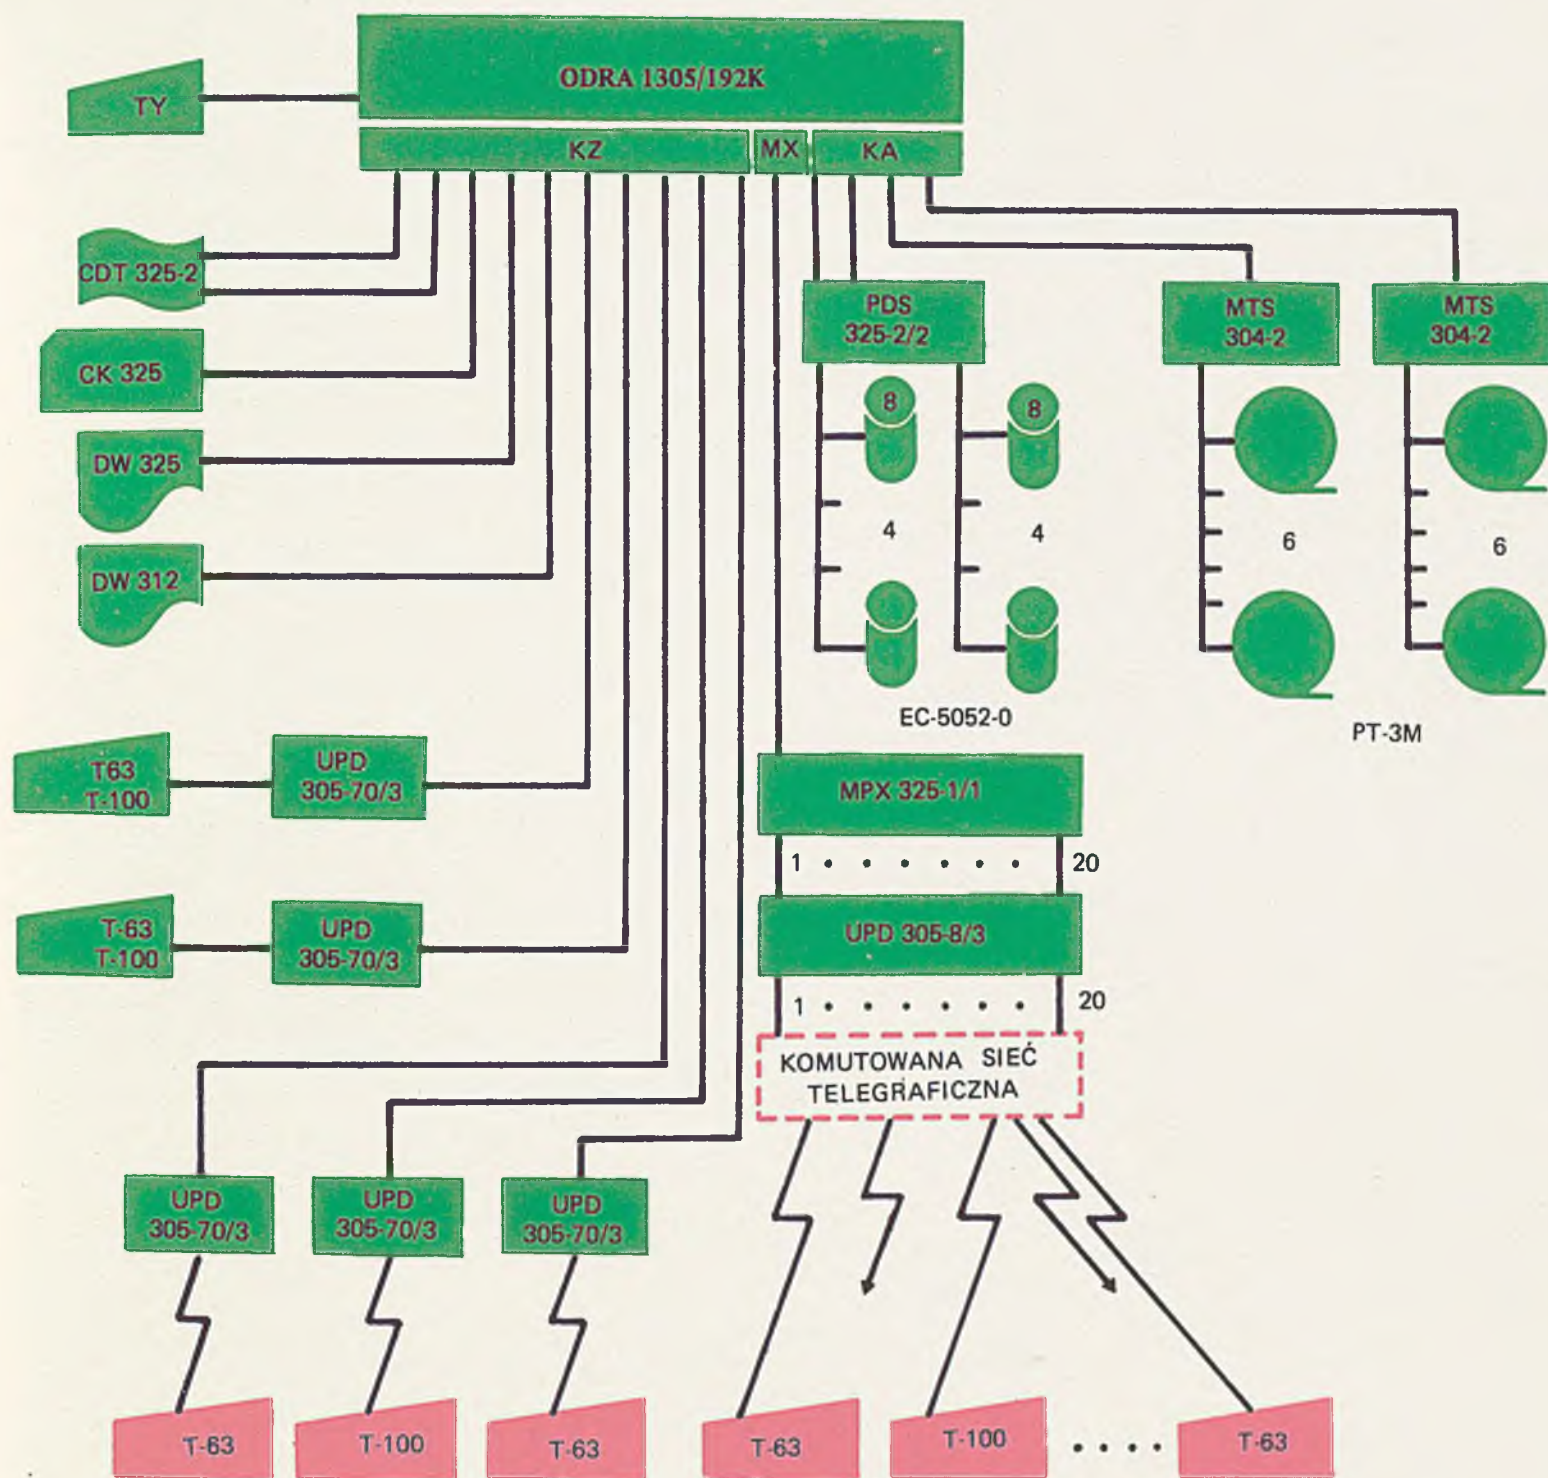 ODRA 1305/192K
TY
KZ
MX
KA
CDT 325-2
CK 325
DW 325
DW 312
PDS
325-2/2
MTS
304-2
MTS
304-2
8
8
4
4
6
6
EC-5052-0
PT-3M
T63
T-100
UPD
305-70/3
MPX 325-1/1
1 . . . . . . 20
T-63
T-100
UPD
305-70/3
UPD 305-8/3
1 . . . . . . 20
KOMUTOWANA SIEĆ
TELEGRAFICZNA
UPD
305-70/3
UPD
305-70/3
UPD
305-70/3
T-63
T-100
T-63
T-63
T-100
. . . .
T-63